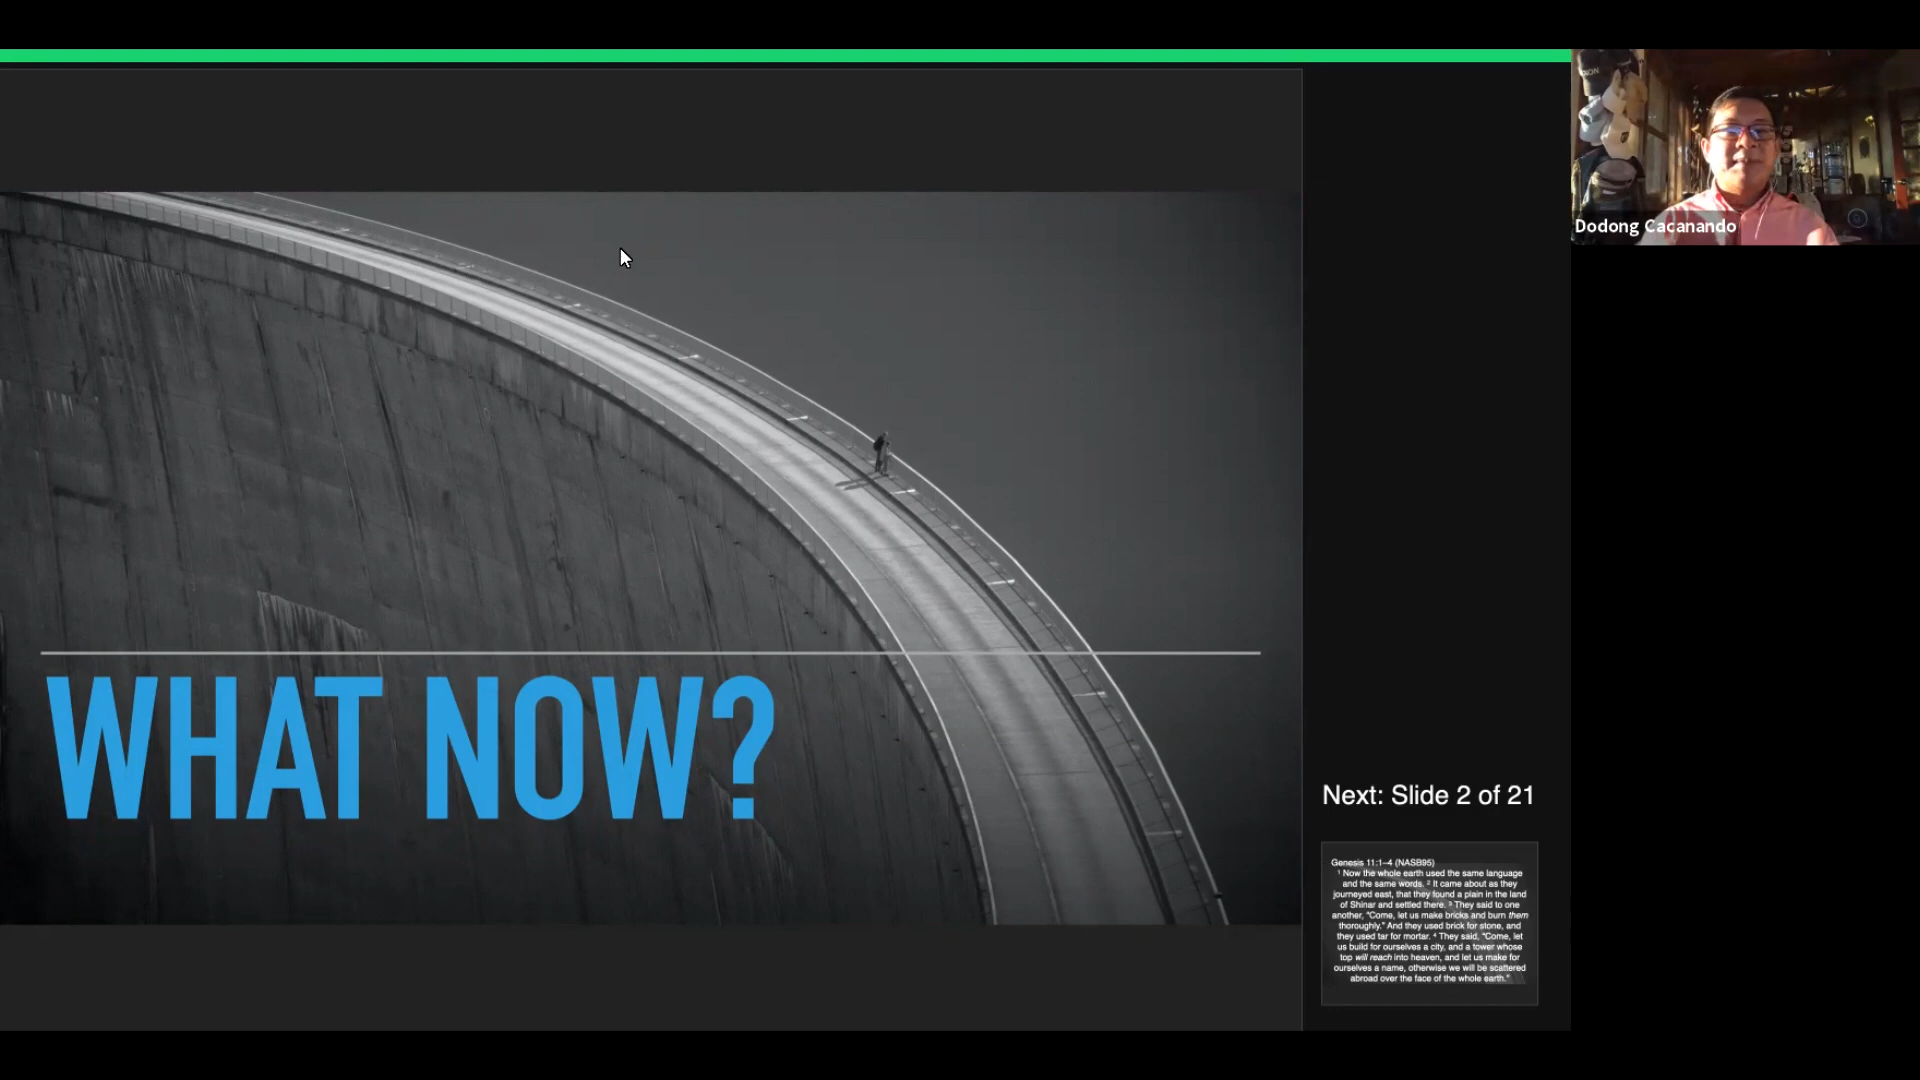 Dodong Cacanando
WHAT NOW?
Next: Slide 2 of 21
Genesis 11:1–4 (NASB95)
¹ Now the whole earth used the same language
and the same words. ² It came about as they
journeyed east, that they found a plain in the land
of Shinar and settled there. ³ They said to one
another, “Come, let us make bricks and burn them
thoroughly.” And they used brick for stone, and
they used tar for mortar. ⁴ They said, “Come, let
us build for ourselves a city, and a tower whose
top will reach into heaven, and let us make for
ourselves a name, otherwise we will be scattered
abroad over the face of the whole earth.”